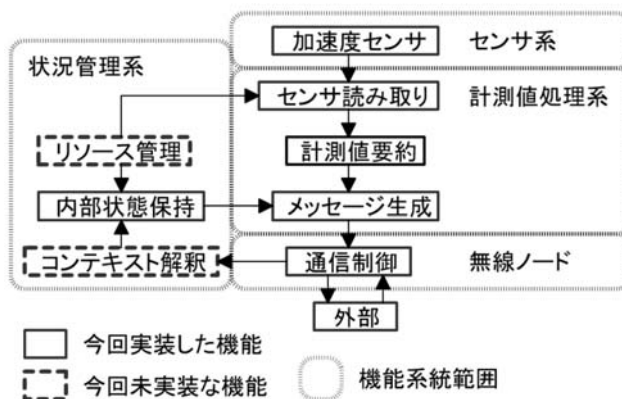 加速度センサ
センサ系
状況管理系
センサ読み取り
計測値処理系
リソース管理
計測値要約
内部状態保持
メッセージ生成
コンテキスト解釈
通信制御
無線ノード
外部
今回実装した機能
今回未実装な機能
機能系統範囲